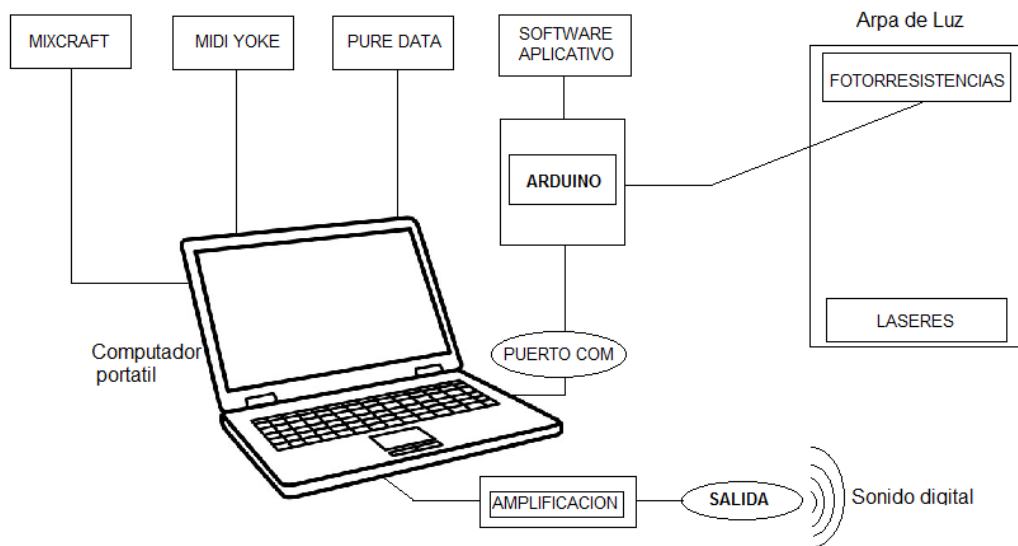 MIXCRAFT
MIDI YOKE
PURE DATA
SOFTWARE
APLICATIVO
Arpa de Luz
FOTORRESISTENCIAS
ARDUINO
LASERES
PUERTO COM
Computador
portatil
AMPLIFICACION
SALIDA
Sonido digital